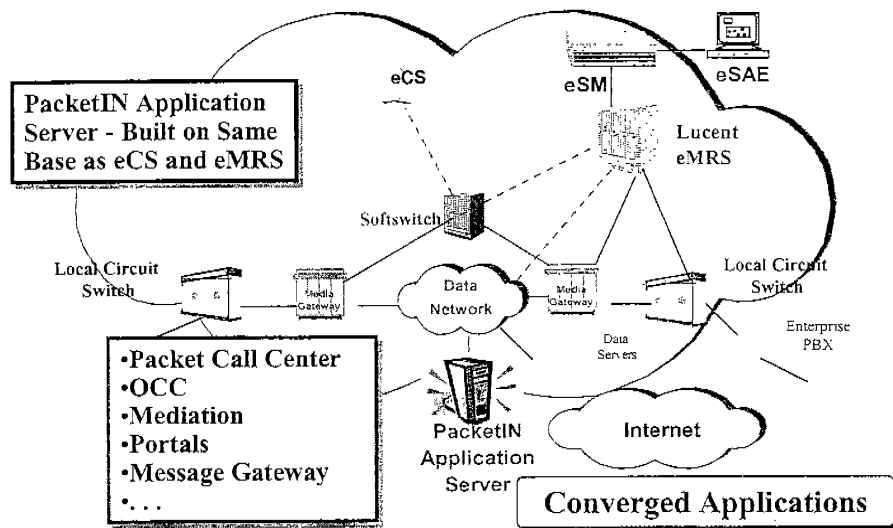 eCS
eSM
eSAE
PacketIN Application
Server - Built on Same
Base as eCS and eMRS
Lucent
eMRS
Softswitch
Local Circuit
Switch
Media
Gateway
Data
Network
Media
Gateway
Local Circuit
Switch
Data
Servers
Enterprise
PBX
•Packet Call Center
•OCC
•Mediation
•Portals
•Message Gateway
•. . .
PacketIN
Application
Server
Internet
Converged Applications